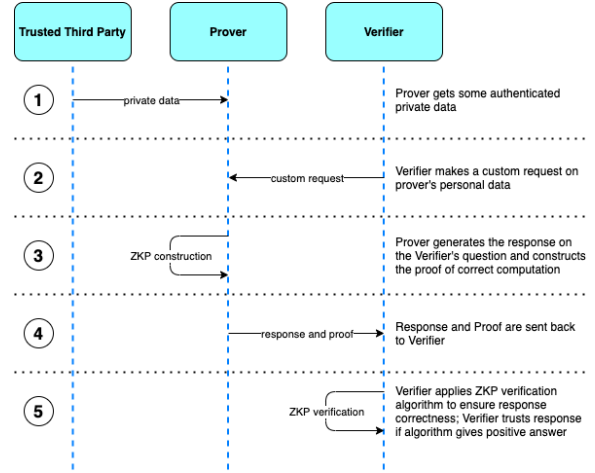 Trusted Third Party
Prover
Verifier
1
private data
Prover gets some authenticated
private data
2
custom request
Verifier makes a custom request on
prover's personal data
3
ZKP construction
Prover generates the response on
the Verifier's question and constructs
the proof of correct computation
4
response and proof
Response and Proof are sent back
to Verifier
5
ZKP verification
Verifier applies ZKP verification
algorithm to ensure response
correctness; Verifier trusts response
if algorithm gives positive answer